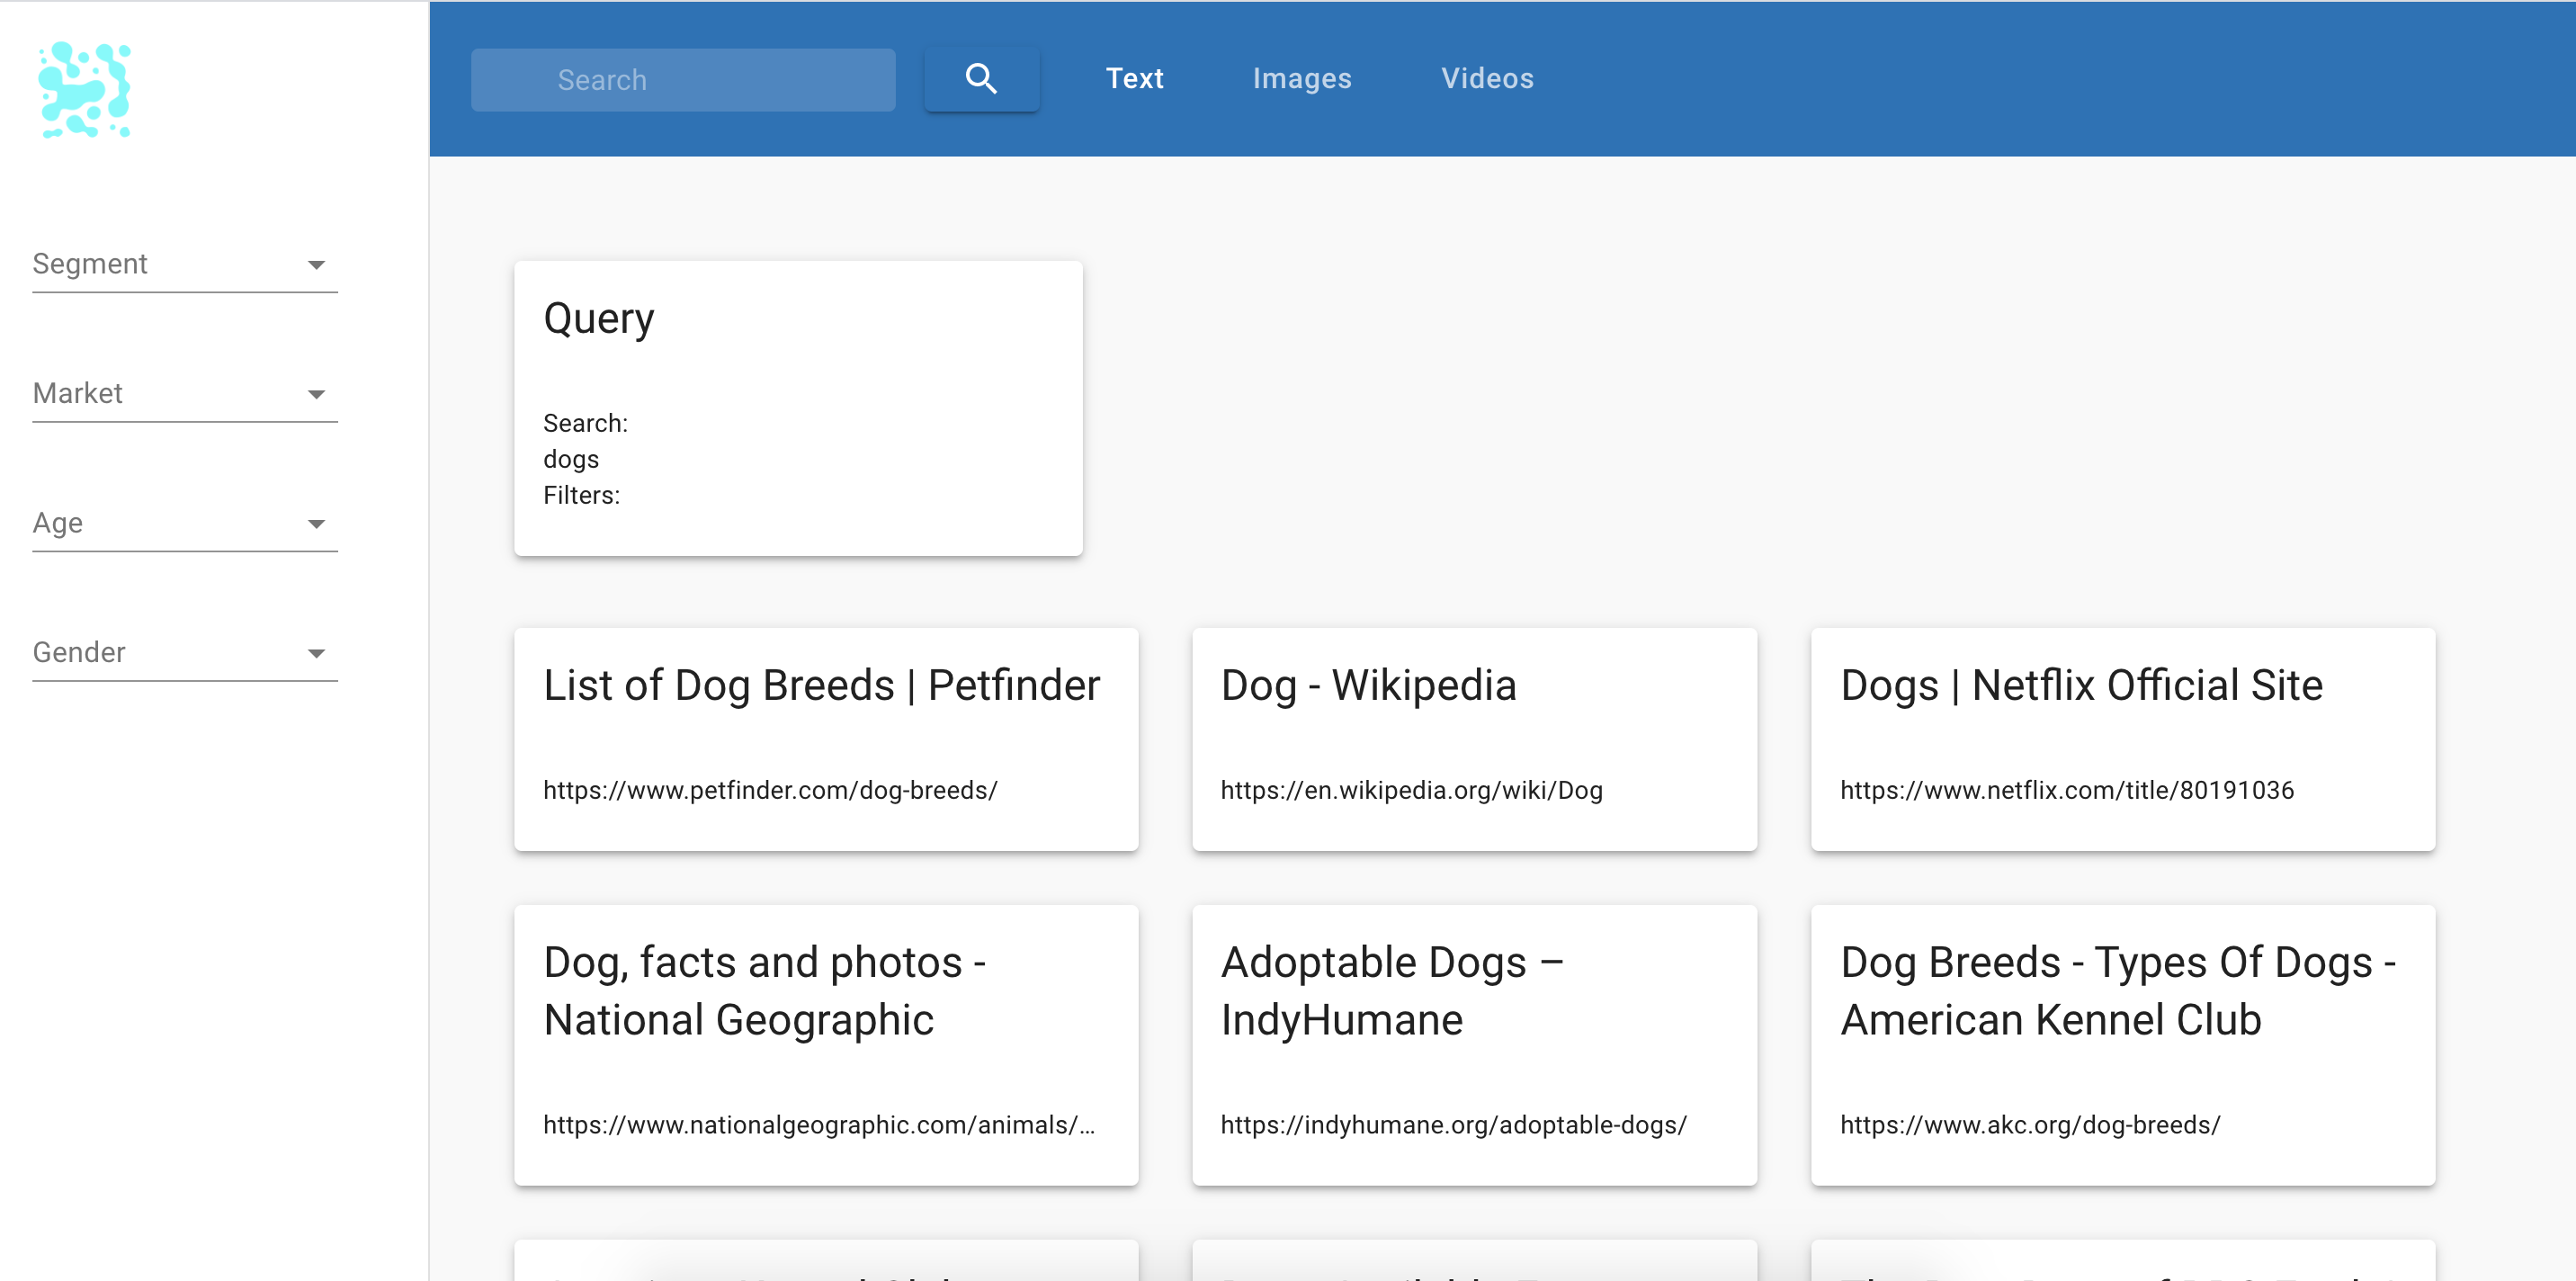 Search
Text
Images
Videos
Segment
Market
Age
Gender
Query
Search:
dogs
Filters:
List of Dog Breeds | Petfinder
https://www.petfinder.com/dog-breeds/
Dog - Wikipedia
https://en.wikipedia.org/wiki/Dog
Dogs | Netflix Official Site
https://www.netflix.com/title/80191036
Dog, facts and photos -
National Geographic
https://www.nationalgeographic.com/animals/...
Adoptable Dogs –
IndyHumane
https://indyhumane.org/adoptable-dogs/
Dog Breeds - Types Of Dogs -
American Kennel Club
https://www.akc.org/dog-breeds/